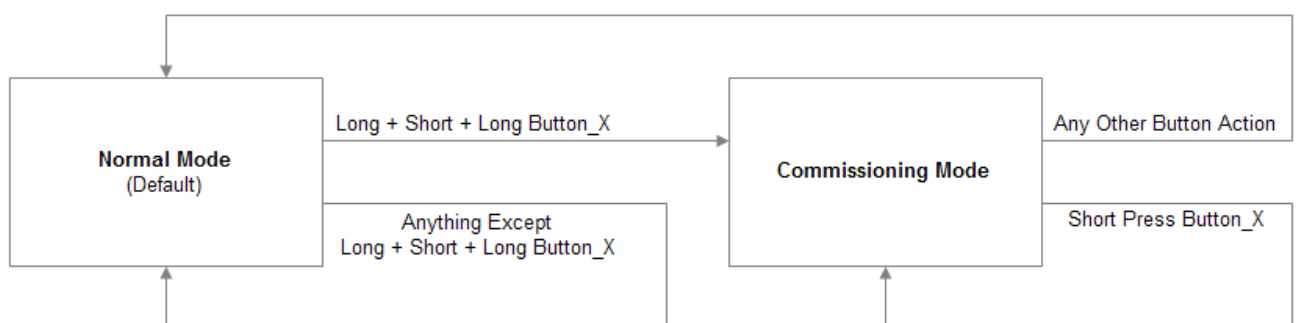 Long + Short + Long Button_X
Any Other Button Action
Normal Mode
(Default)
Commissioning Mode
Anything Except
Long + Short + Long Button_X
Short Press Button_X